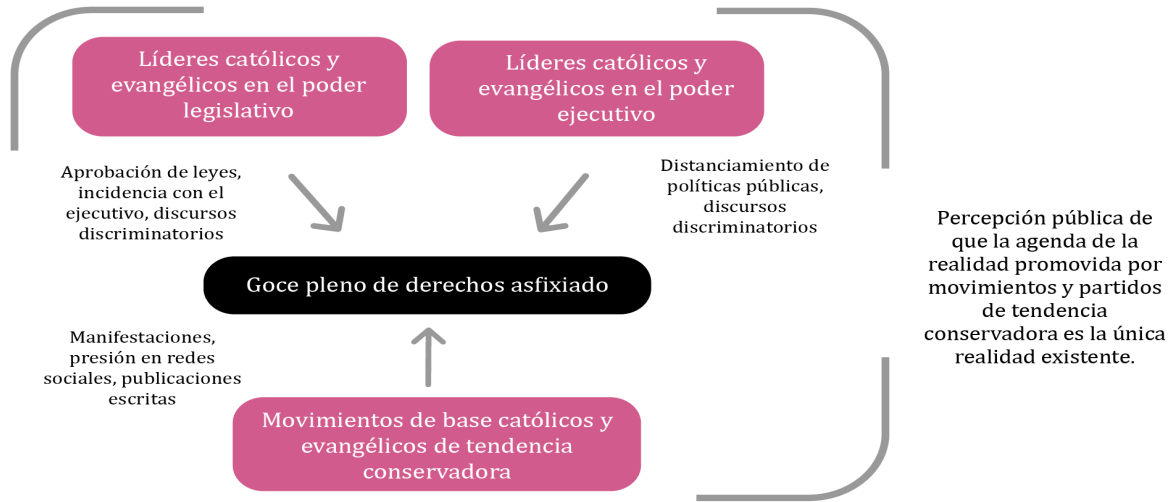 Líderes católicos y
evangélicos en el poder
legislativo
Líderes católicos y
evangélicos en el poder
ejecutivo
Aprobación de leyes,
incidencia con el
ejecutivo, discursos
discriminatorios
Distanciamiento de
políticas públicas,
discursos
discriminatorios
Goce pleno de derechos asfixiado
Manifestaciones,
presión en redes
sociales, publicaciones
escritas
Movimientos de base católicos y
evangélicos de tendencia
conservadora
Percepción pública de
que la agenda de la
realidad promovida por
movimientos y partidos
de tendencia
conservadora es la única
realidad existente.